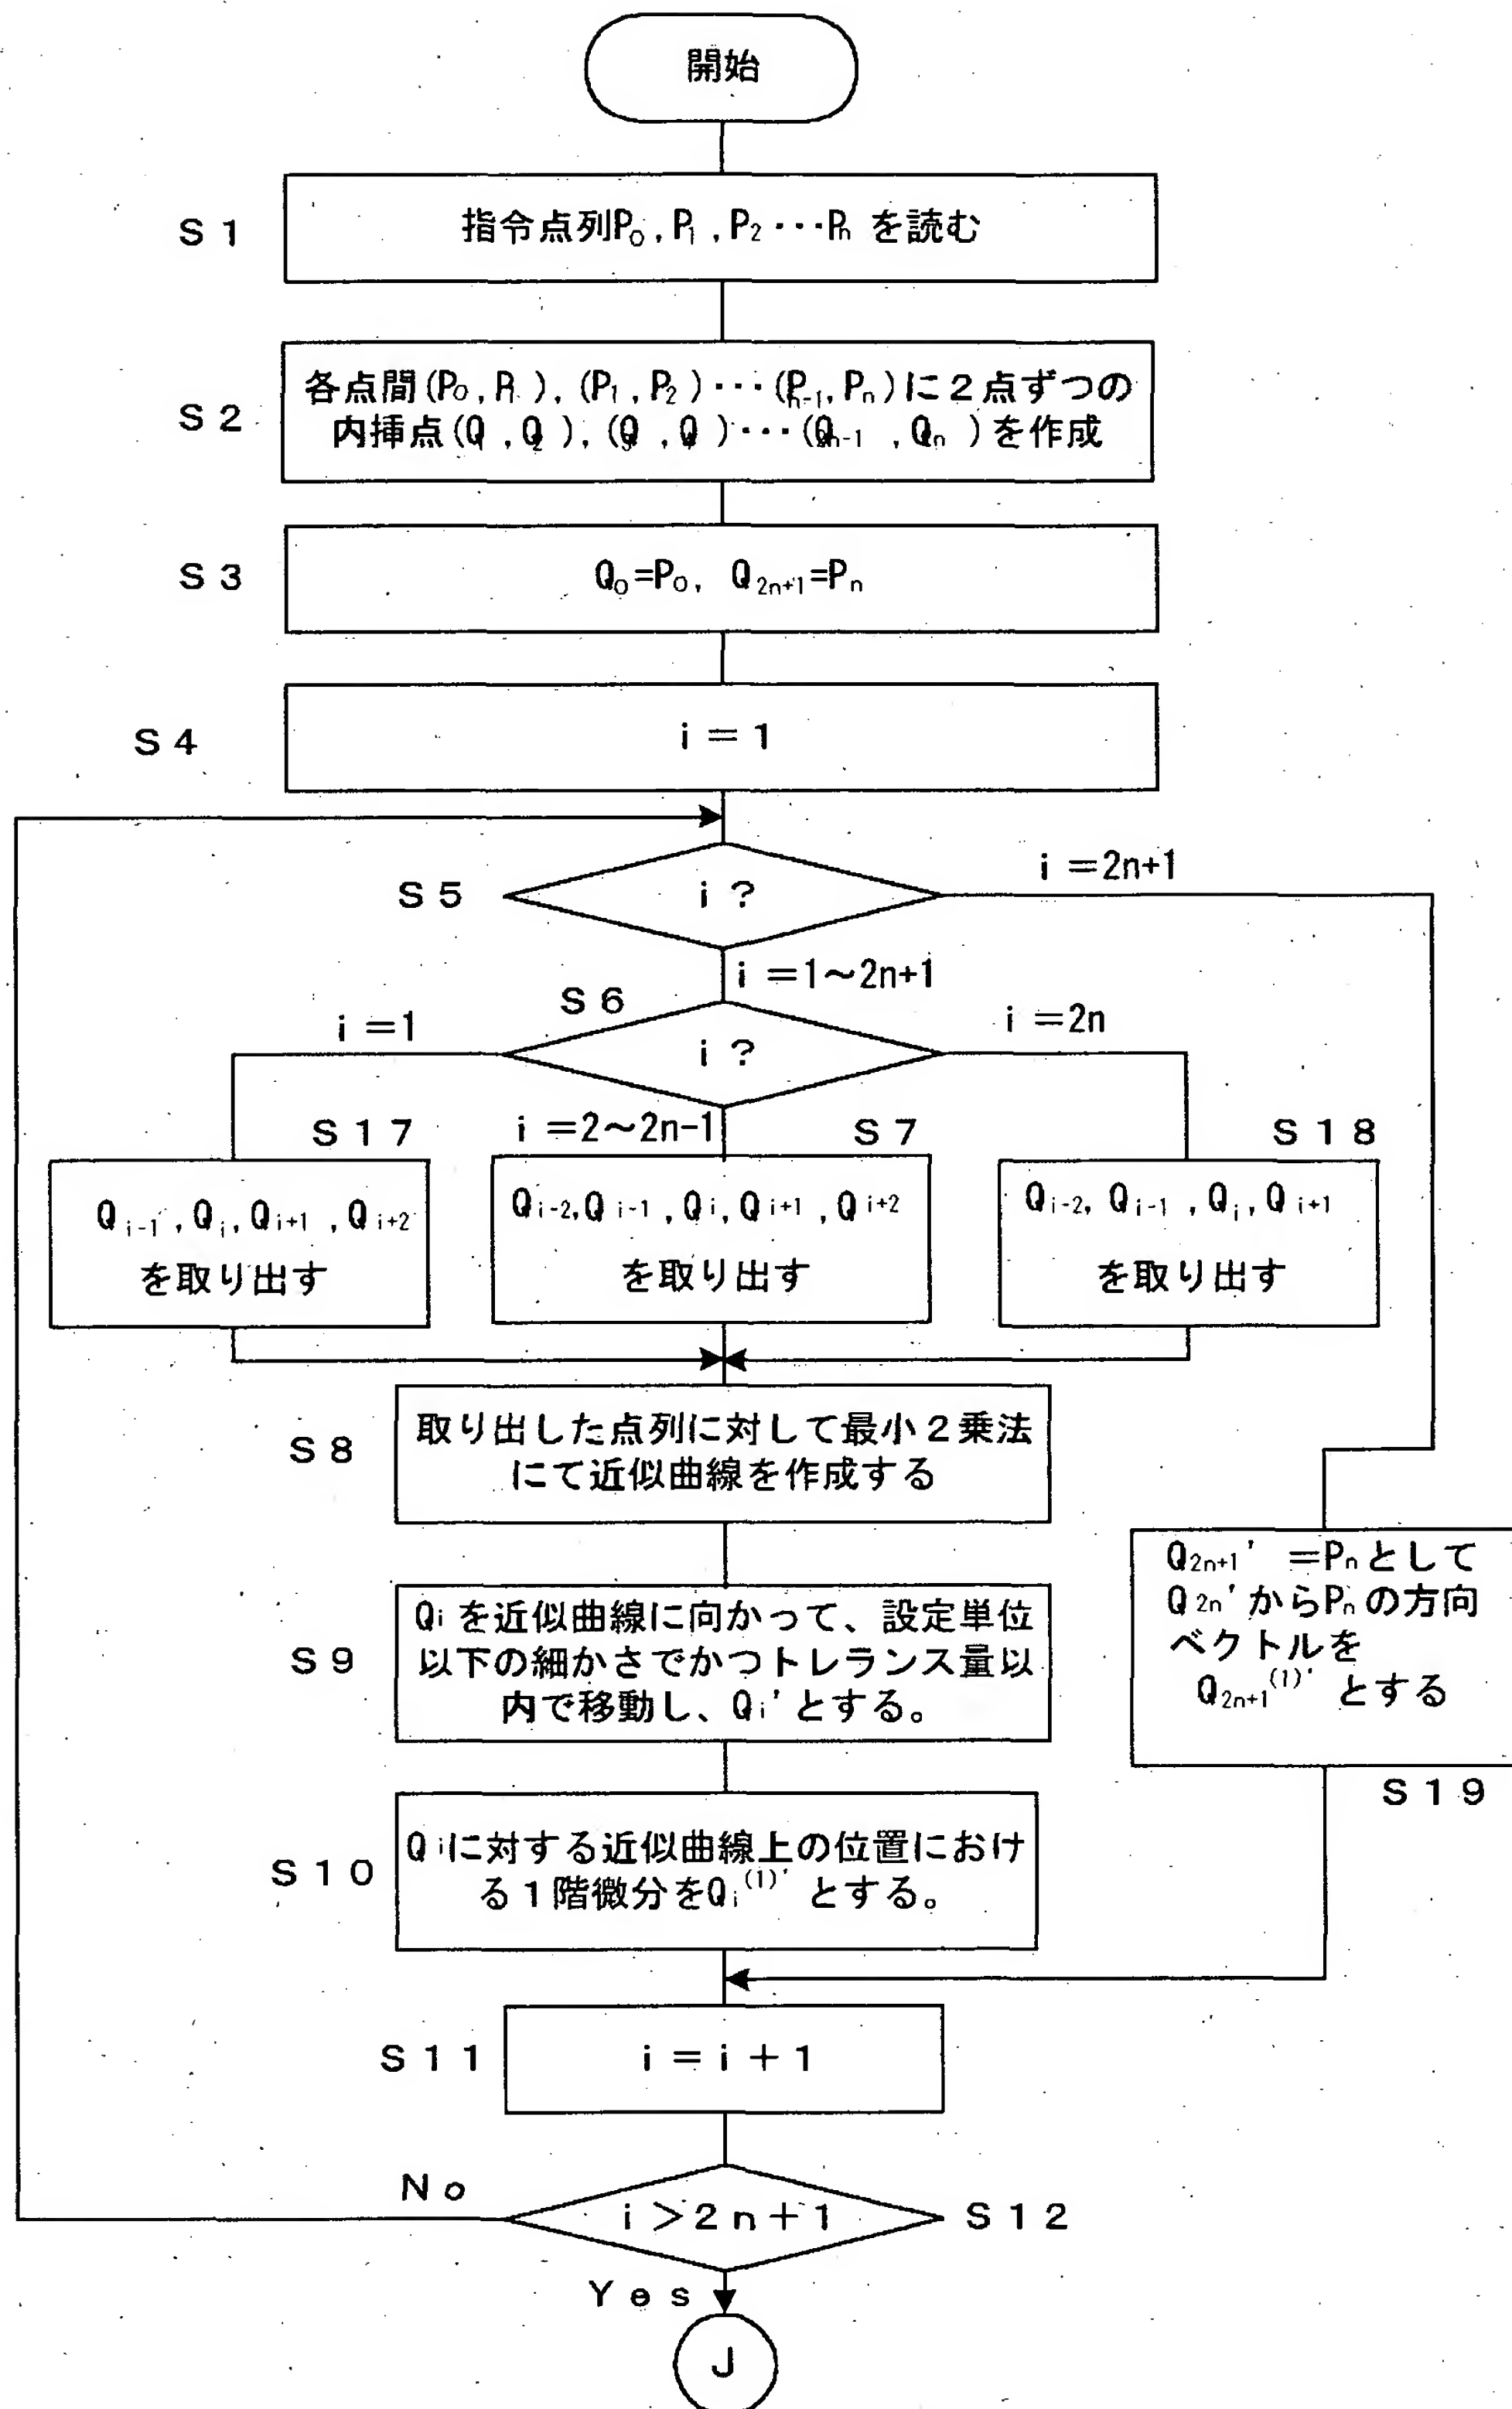 開始
S1
指令点列P₀,P₁,P₂···Pₙ を読む
S2
各点間(P₀,P₁),(P₁,P₂)···(Pₙ₋₁,Pₙ)に2点ずつの
内挿点(Q₁,Q₂),(Q₃,Q₄)···(Q₂ₙ₋₁,Q₂ₙ)を作成
S3
Q₀=P₀, Q₂ₙ₊₁=Pₙ
S4
i=1
S5
i?
i=2n+1
i=1~2n+1
S6
i?
i=1
i=2n
S17
i=2~2n-1
S7
S18
Qᵢ₋₁,Qᵢ,Qᵢ₊₁,Qᵢ₊₂
を取り出す
Qᵢ₋₂,Qᵢ₋₁,Qᵢ,Qᵢ₊₁,Qᵢ₊₂
を取り出す
Qᵢ₋₂,Qᵢ₋₁,Qᵢ,Qᵢ₊₁
を取り出す
S8
取り出した点列に対して最小2乗法
にて近似曲線を作成する
S9
Qᵢを近似曲線に向かって、設定単位
以下の細かさでかつトレランス量以
内で移動し、Qᵢ'とする。
Q₂ₙ₊₁' =Pₙとして
Q₂ₙ'からPₙの方向
ベクトルを
Q₂ₙ₊₁⁽¹⁾' とする
S19
S10
Qᵢに対する近似曲線上の位置におけ
る1階微分をQᵢ⁽¹⁾' とする。
S11
i=i+1
No
i>2n+1
S12
Yes
J